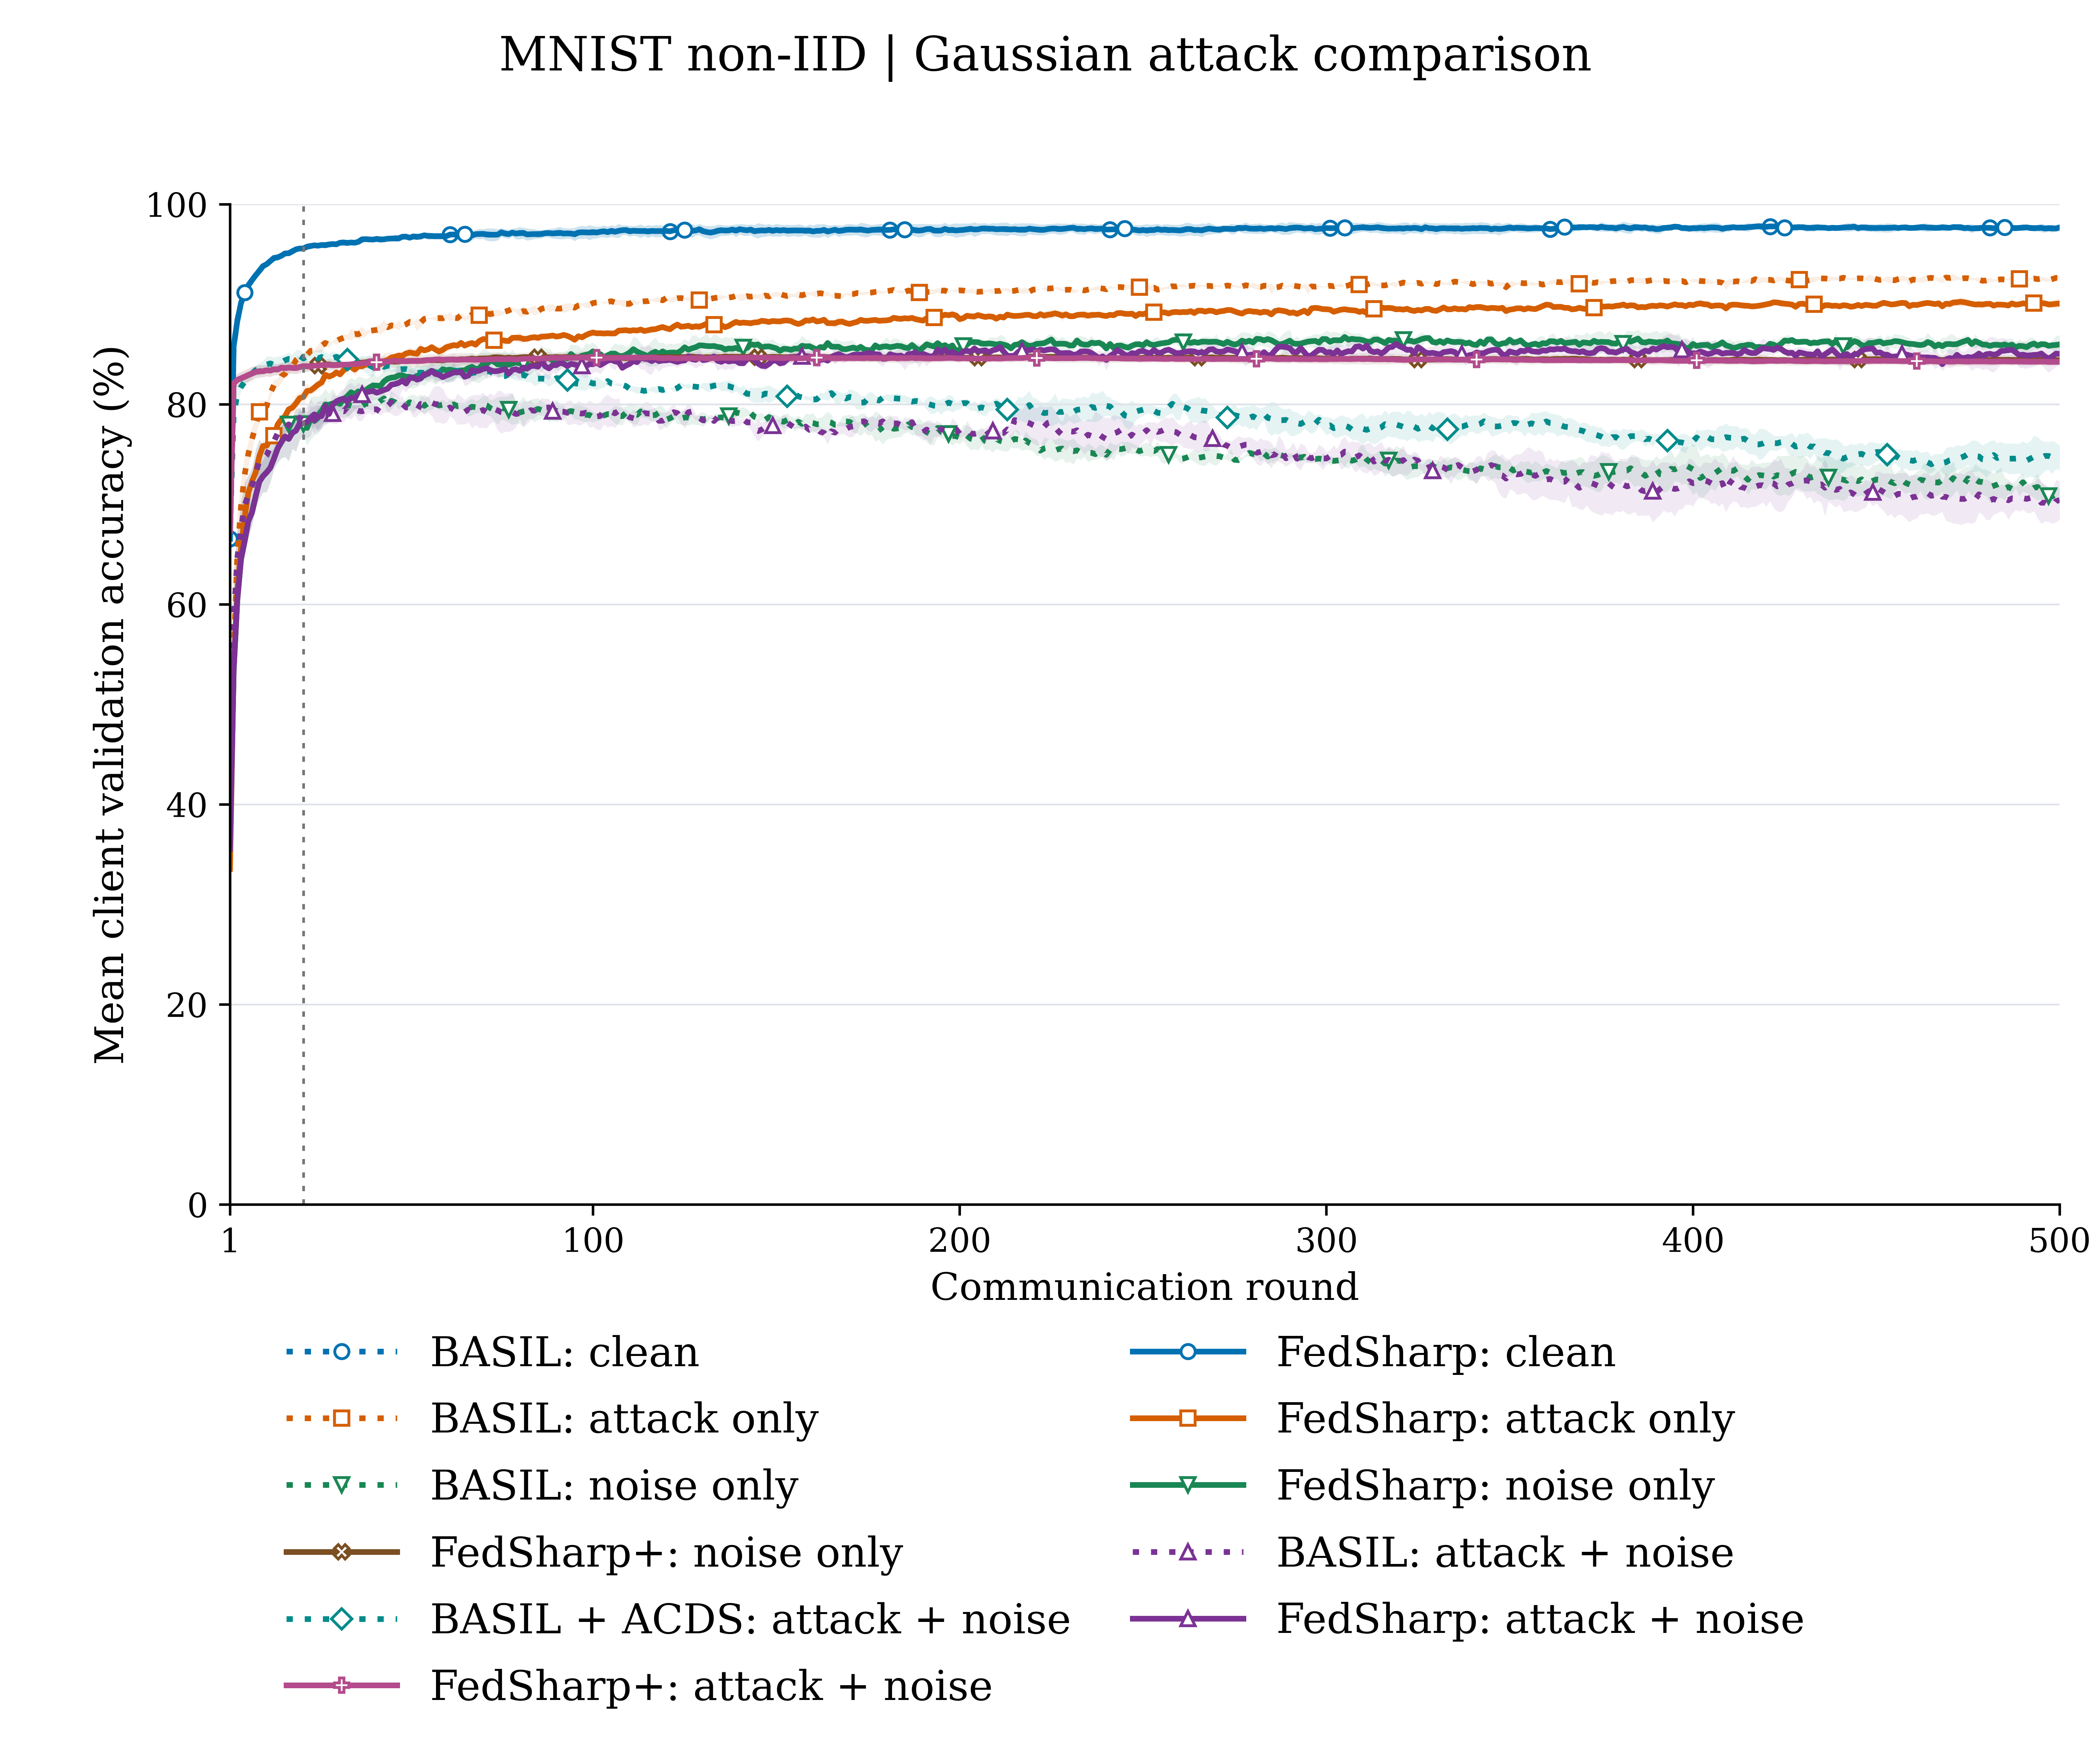 MNIST non-IID | Gaussian attack comparison
Mean client validation accuracy (%)
100
80
60
40
20
0
1 100 200 300 400 500
Communication round
BASIL: clean
BASIL: attack only
BASIL: noise only
FedSharp+: noise only
BASIL + ACDS: attack + noise
FedSharp+: attack + noise
FedSharp: clean
FedSharp: attack only
FedSharp: noise only
BASIL: attack + noise
FedSharp: attack + noise